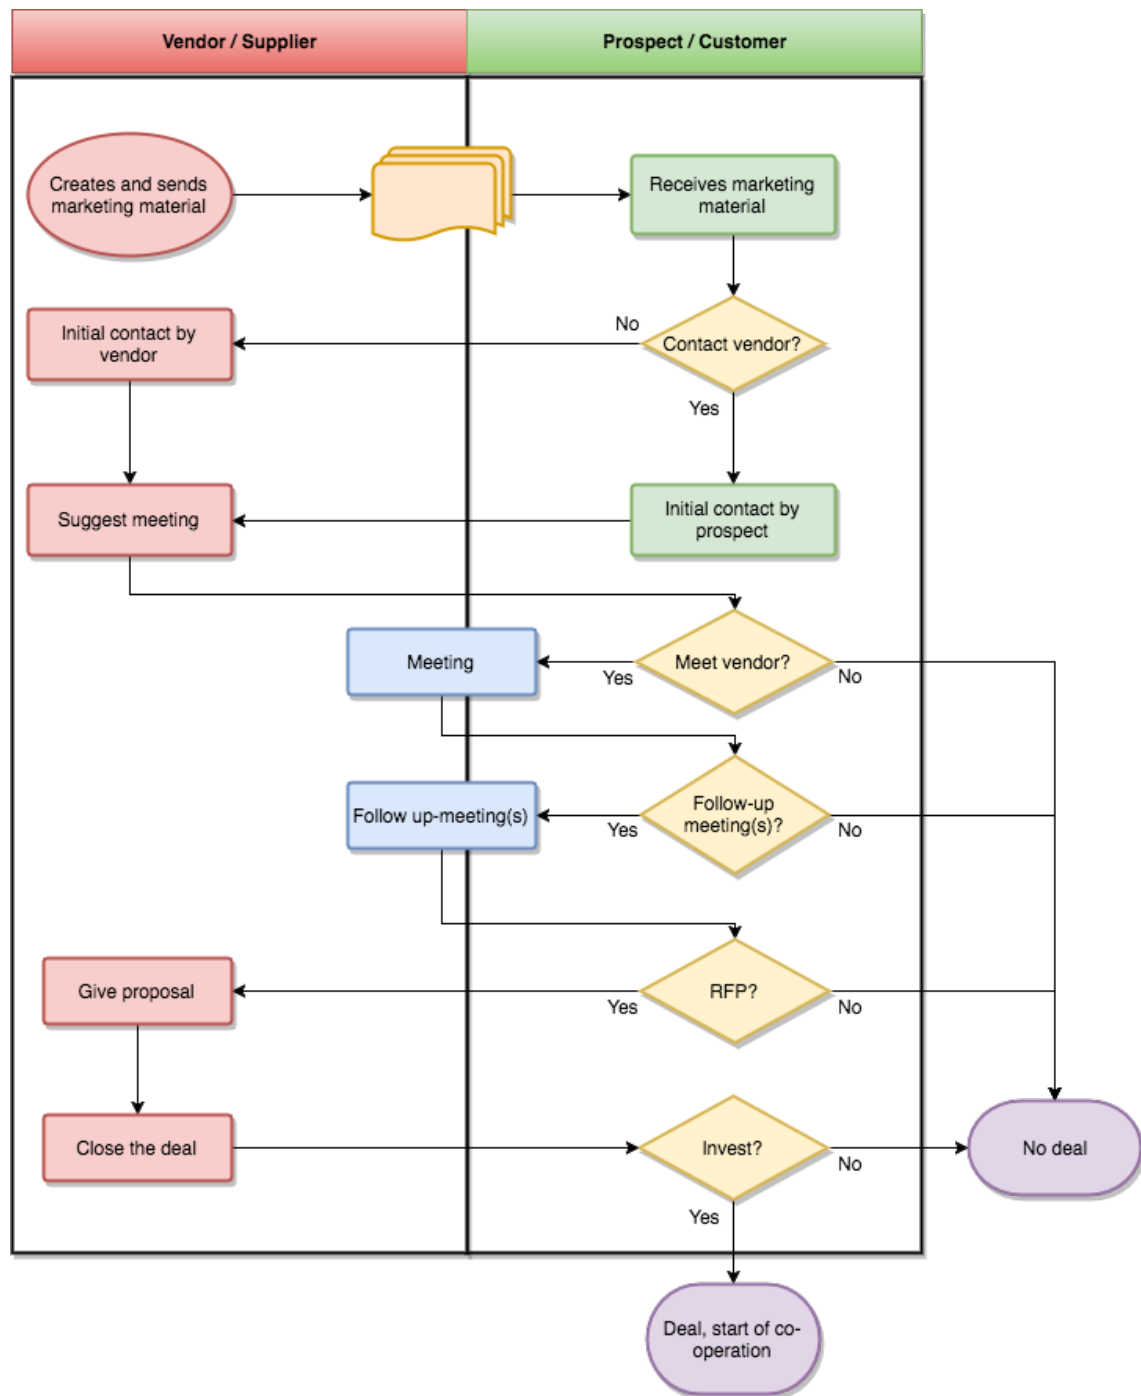 Vendor / Supplier
Prospect / Customer
Creates and sends
marketing material
Receives marketing
material
Initial contact by
vendor
No
Contact vendor?
Yes
Suggest meeting
Initial contact by
prospect
Meeting
Yes
Meet vendor?
No
Follow up-meeting(s)
Yes
Follow-up
meeting(s)?
No
Give proposal
Yes
RFP?
No
Close the deal
Invest?
No
No deal
Yes
Deal, start of co-
operation